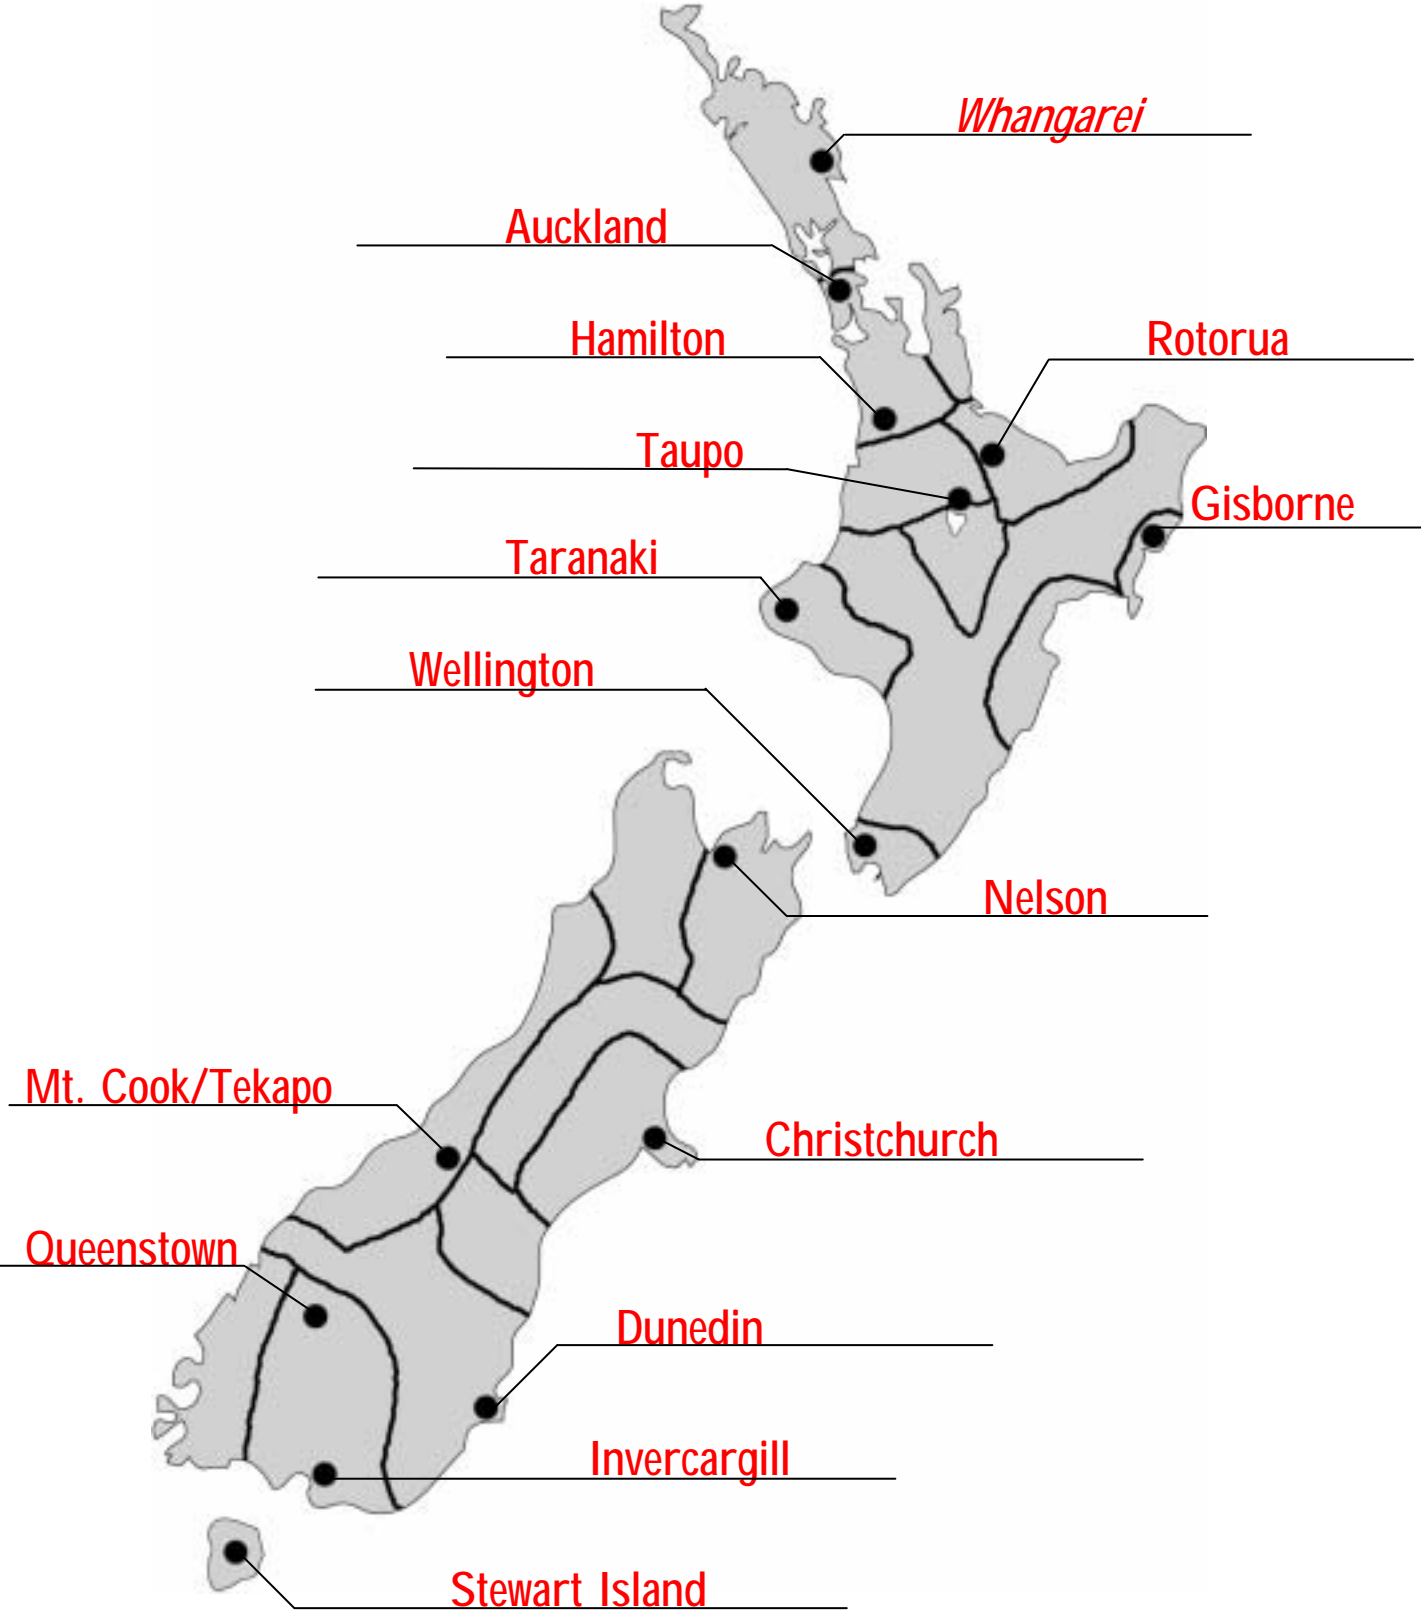 Whangarei
Auckland
Hamilton
Rotorua
Taupo
Gisborne
Taranaki
Wellington
Nelson
Mt. Cook/Tekapo
Christchurch
Queenstown
Dunedin
Invercargill
Stewart Island